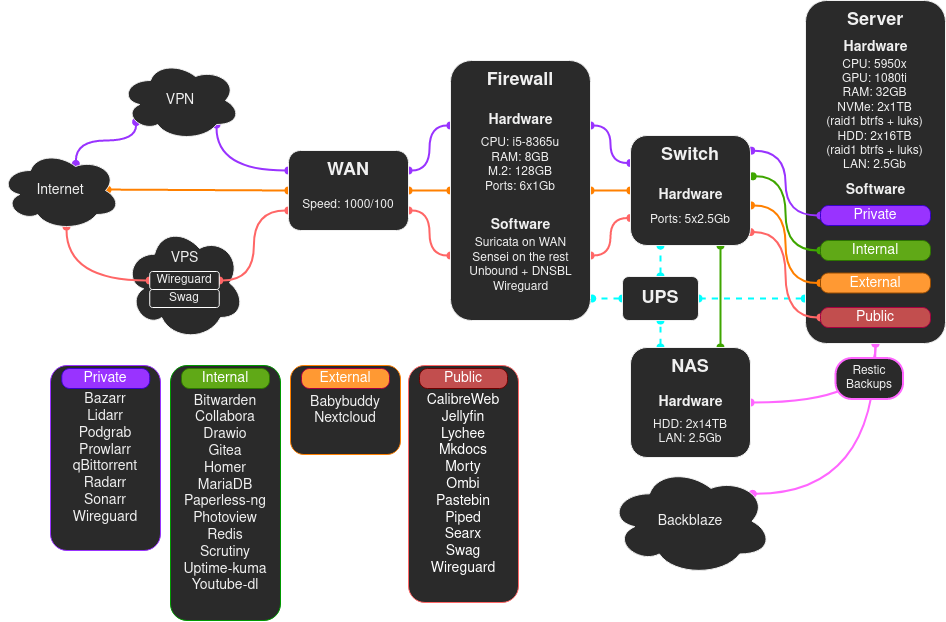 VPN
Internet
VPS
Wireguard
Swag
WAN
Speed: 1000/100
Firewall
Hardware
CPU: i5-8365u
RAM: 8GB
M.2: 128GB
Ports: 6x1Gb
Software
Suricata on WAN
Sensei on the rest
Unbound + DNSBL
Wireguard
Switch
Hardware
Ports: 5x2.5Gb
UPS
Server
Hardware
CPU: 5950x
GPU: 1080ti
RAM: 32GB
NVMe: 2x1TB
(raid1 btrfs + luks)
HDD: 2x16TB
(raid1 btrfs + luks)
LAN: 2.5Gb
Software
Private
Internal
External
Public
NAS
Hardware
HDD: 2x14TB
LAN: 2.5Gb
Restic
Backups
Backblaze
Private
Bazarr
Lidarr
Podgrab
Prowlarr
qBittorrent
Radarr
Sonarr
Wireguard
Internal
Bitwarden
Collabora
Drawio
Gitea
Homer
MariaDB
Paperless-ng
Photoview
Redis
Scrutiny
Uptime-kuma
Youtube-dl
External
Babybuddy
Nextcloud
Public
CalibreWeb
Jellyfin
Lychee
Mkdocs
Morty
Ombi
Pastebin
Piped
Searx
Swag
Wireguard